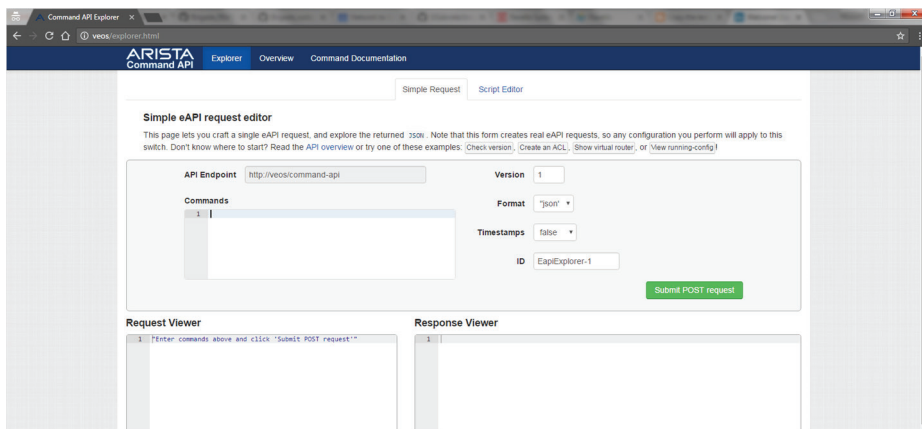 Command API Explorer
veos/explorer.html
ARISTA
Command API
Explorer Overview Command Documentation
Simple Request Script Editor
Simple eAPI request editor
This page lets you craft a single eAPI request, and explore the returned JSON. Note that this form creates real eAPI requests, so any configuration you perform will apply to this
switch. Don't know where to start? Read the API overview or try one of these examples: Check version, Create an ACL, Show virtual router, or View running-config!
API Endpoint http://veos/command-api Version 1
Commands Format "json"
1
Timestamps false
ID EapiExplorer-1
Submit POST request
Request Viewer Response Viewer
1 "Enter commands above and click 'Submit POST request'" 1